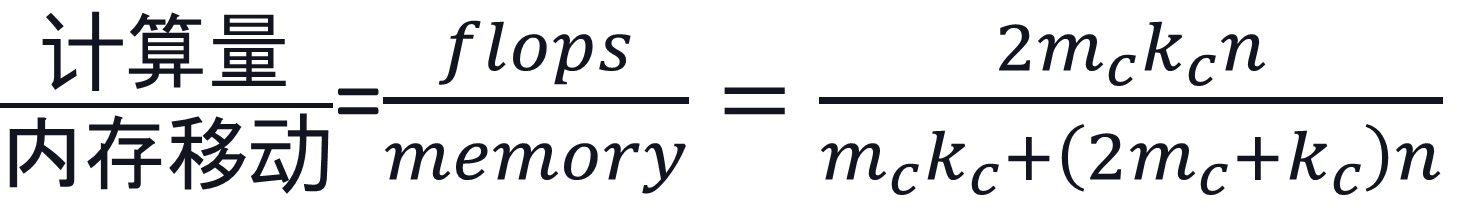 计算量/内存移动=flops/memory = 2m_c k_c n/(m_c k_c+(2m_c+k_c)n)